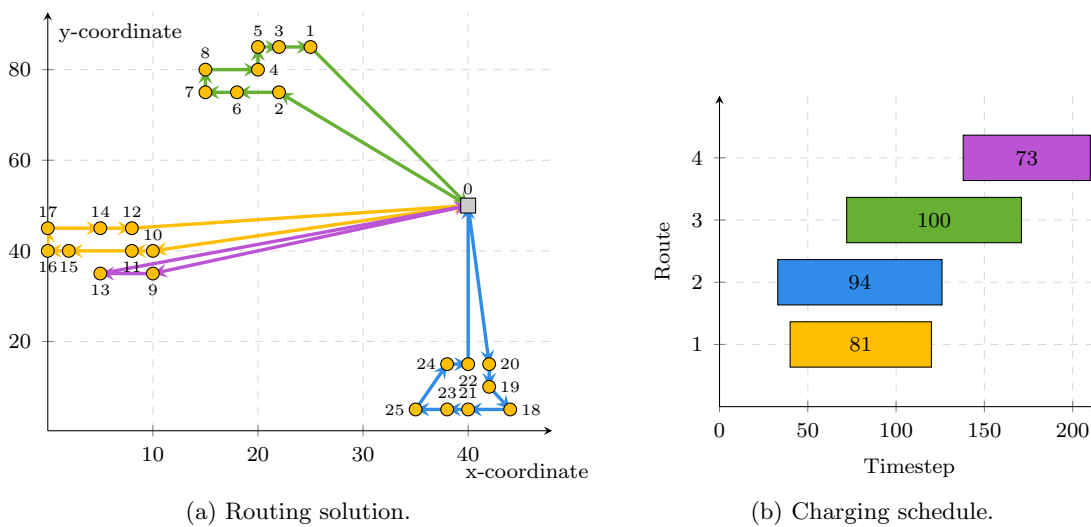 y-coordinate
5 3 1
8
4
7
6 2
80
60
40
20
0
17 14 12
10
16 15 11
13 9
24 20
22
19
23 21
25 18
10 20 30 40
x-coordinate
(a) Routing solution.
Route
4 73
3 100
2 94
1 81
0 50 100 150 200
Timestep
(b) Charging schedule.